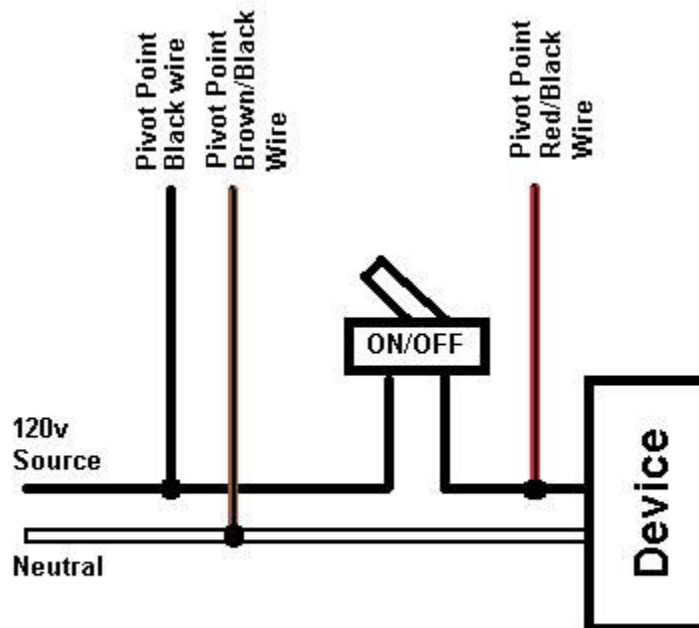 Pivot Point
Black wire
Pivot Point
Brown/Black
Wire
Pivot Point
Red/Black
Wire
ON/OFF
120v
Source
Neutral
Device